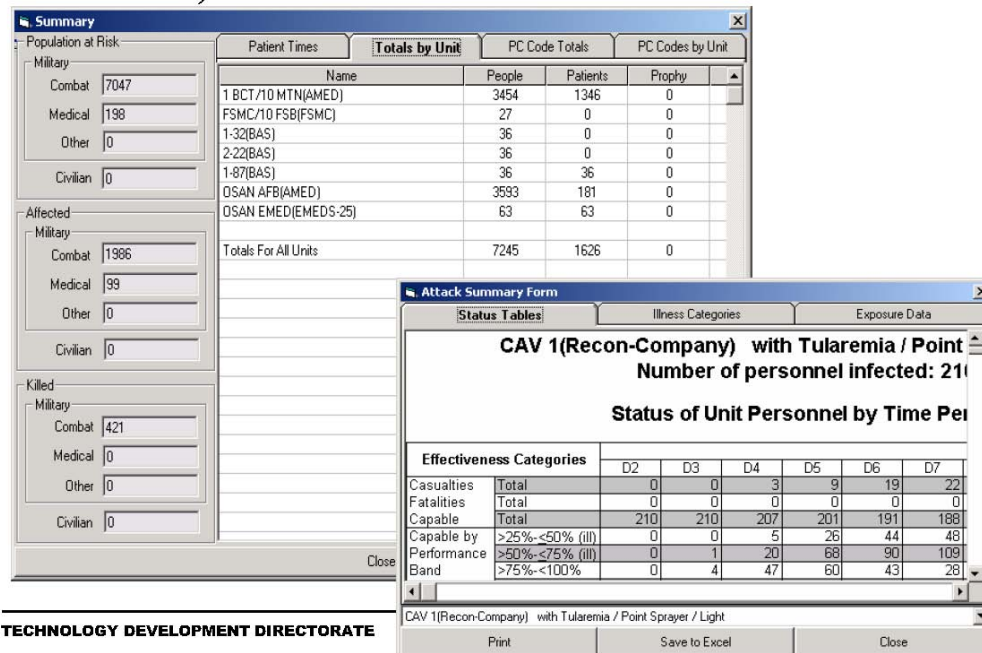 Summary
Population at Risk
Military
Combat 7047
Medical 198
Other 0
Civilian 0
Affected
Military
Combat 1986
Medical 99
Other 0
Civilian 0
Killed
Military
Combat 421
Medical 0
Other 0
Civilian 0
Patient Times Totals by Unit PC Code Totals PC Codes by Unit
Name People Patients Prophy
1 BCT/10 MTN(AMED) 3454 1346 0
FSMC/10 FSB(FSMC) 27 0 0
1-32(BAS) 36 0 0
2-22(BAS) 36 0 0
1-87(BAS) 36 36 0
OSAN AFB(AMED) 3593 181 0
OSAN EMED(EMEDS-25) 63 63 0
Totals For All Units 7245 1626 0
Close
Attack Summary Form
Status Tables Illness Categories Exposure Data
CAV 1(Recon-Company) with Tularemia / Point
Number of personnel infected: 210
Status of Unit Personnel by Time Per
Effectiveness Categories D2 D3 D4 D5 D6 D7
Casualties Total 0 0 3 9 19 22
Fatalities Total 0 0 0 0 0 0
Capable Total 210 210 207 201 191 188
Capable by >25%-<50% (ill) 0 0 5 26 44 48
Performance >50%-<75% (ill) 0 1 20 68 90 109
Band >75%-<100% 0 4 47 60 43 28
CAV 1(Recon-Company) with Tularemia / Point Sprayer / Light
Print Save to Excel Close
TECHNOLOGY DEVELOPMENT DIRECTORATE